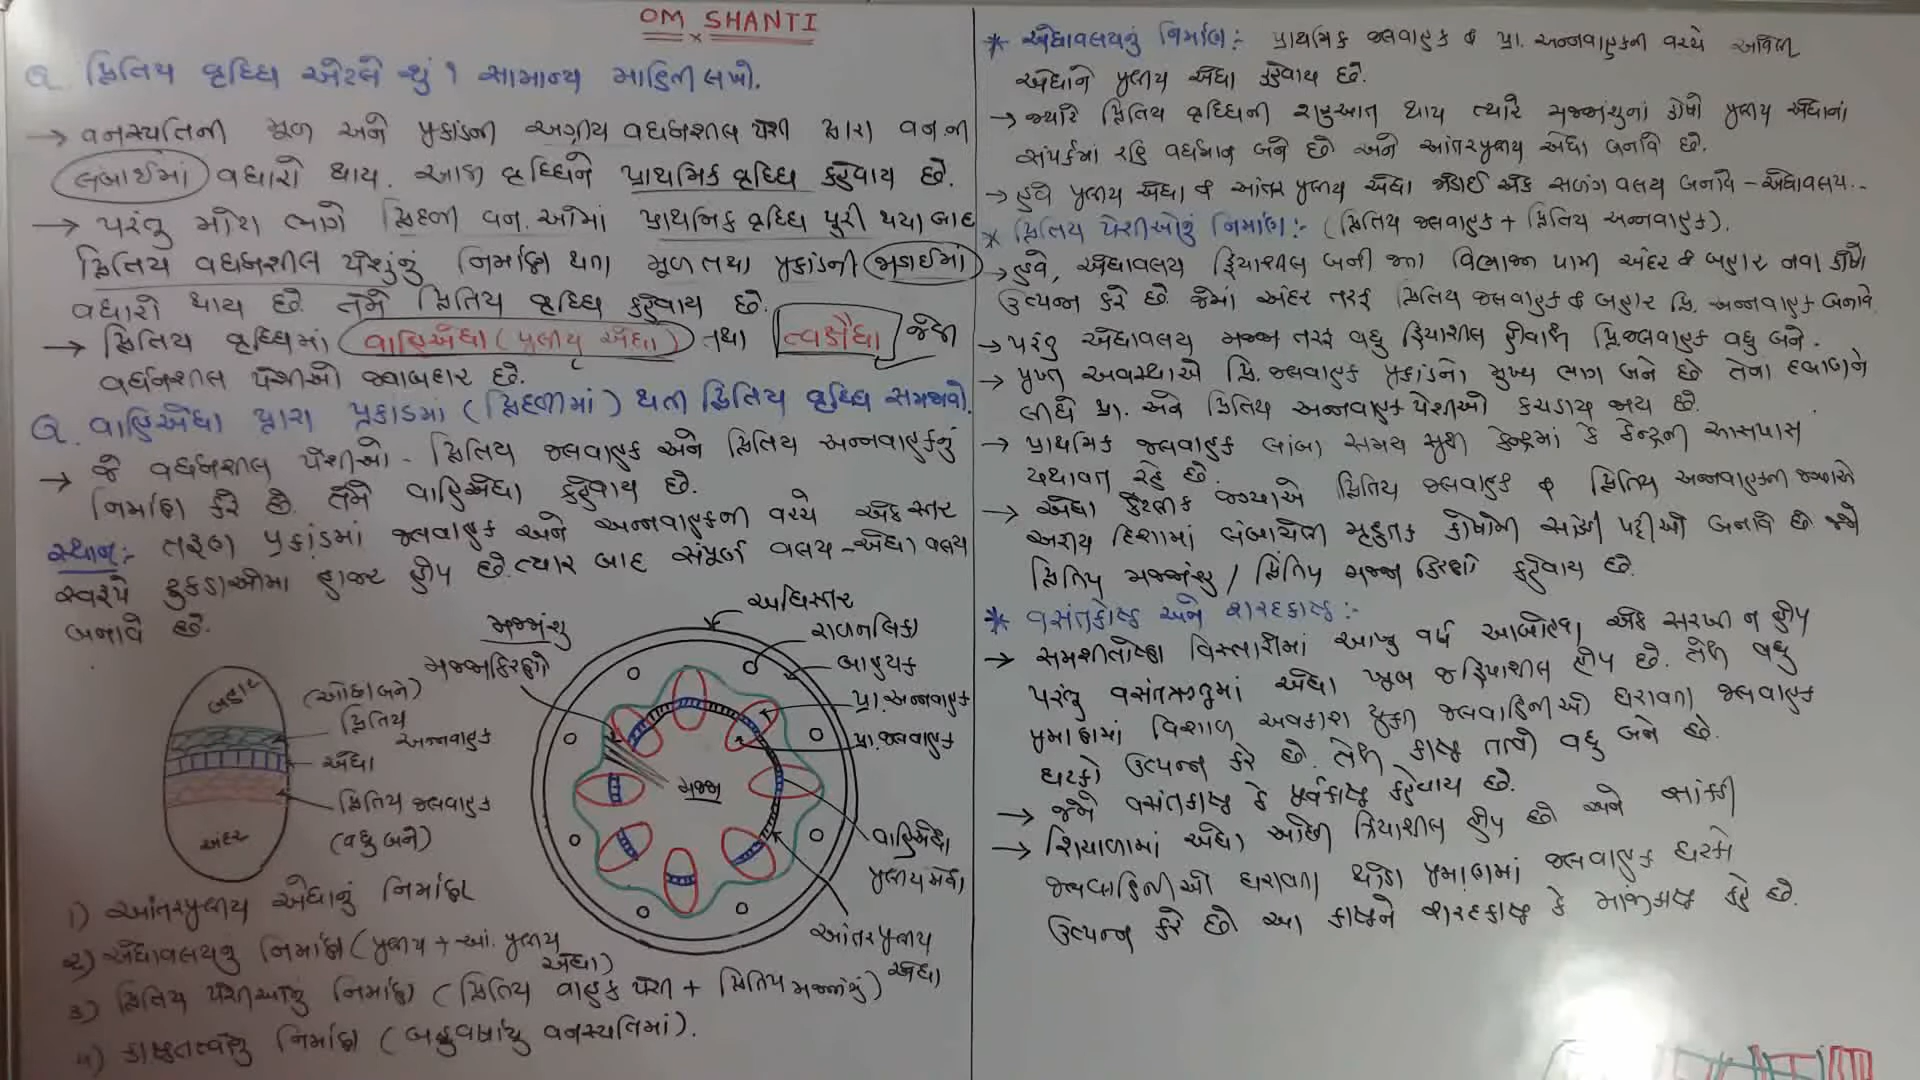 OM SHANTI
Q. દ્વિતિય વૃધ્ધિ એટલે શું? સામાન્ય માહિતી લખો.
→ વનસ્પતિની મૂળ અને પ્રકાંડની અગ્રીય વર્ધનશીલ પેશી દ્વારા વન.ની
લંબાઈમાં વધારો થાય. આજ વૃધ્ધિને પ્રાથમિક વૃધ્ધિ કહેવાય છે.
→ પરંતુ મોટા ભાગે દ્વિદળી વન.ઓમાં પ્રાથમિક વૃધ્ધિ પુરી થયા બાદ
દ્વિતિય વર્ધનશીલ પેશીનું નિર્માણ થતા મૂળ તથા પ્રકાંડની જાડાઈમાં
વધારો થાય છે. તેને દ્વિતિય વૃધ્ધિ કહેવાય છે.
→ દ્વિતિય વૃધ્ધિમાં વાહિએધા (પુલીય એધા) તથા ત્વક્ષૈધા જેવી
વર્ધનશીલ પેશીઓ જવાબદાર છે.
Q. વાહિએધા દ્વારા પ્રકાંડમાં (દ્વિદળીમાં) થતી દ્વિતિય વૃધ્ધિ સમજાવો.
→ જે વર્ધનશીલ પેશીઓ - દ્વિતિય જલવાહક અને દ્વિતિય અન્નવાહકનું
નિર્માણ કરે છે. તેને વાહિએધા કહેવાય છે.
સ્થાન:- તરૂણ પ્રકાંડમાં જલવાહક અને અન્નવાહકની વચ્ચે એક સ્તર
સ્વરૂપે ટુકડાઓમાં હાજર હોય છે. ત્યાર બાદ સંપૂર્ણ વલય - એધા વલય
બનાવે છે.
બહાર
(ઓછા બને)
દ્વિતિય
અન્નવાહક
એધા
દ્વિતિય જલવાહક
(વધુ બને)
અંદર
મજ્જાંશુ
મજ્જાકિરણો
અધિસ્તર
રાળનલિકા
બાહ્યક
પ્રા. અન્નવાહક
પ્રા. જલવાહક
મજ્જા
વાહિએધા
પુલીય એધા
આંતરપુલીય
એધા
1) આંતરપુલીય એધાનું નિર્માણ
2) એધાવલયનું નિર્માણ (પુલીય + આં. પુલીય
એધા)
3) દ્વિતિય પેશીઓનું નિર્માણ (દ્વિતિય વાહક પેશી + દ્વિતિય મજ્જાંશું)
4) કાષ્ઠતત્વનું નિર્માણ (બહુવર્ષાયુ વનસ્પતિમાં).
* એધાવલયનું નિર્માણ:- પ્રાથમિક જલવાહક & પ્રા. અન્નવાહકની વચ્ચે આવેલી
એધાને પુલીય એધા કહેવાય છે.
→ જ્યારે દ્વિતિય વૃધ્ધિની શરૂઆત થાય ત્યારે મજ્જાંશુનાં કોષો પુલીય એધાનાં
સંપર્કમાં રહિ વર્ધમાન બને છે અને આંતરપુલીય એધા બનાવે છે.
→ હવે પુલીય એધા & આંતર પુલીય એધા જોડાઈ એક સળંગ વલય બનાવે - એધાવલય.
* દ્વિતિય પેશીઓનું નિર્માણ:- (દ્વિતિય જલવાહક + દ્વિતિય અન્નવાહક).
→ હવે, એધાવલય ક્રિયાશીલ બની જતા વિભાજન પામી અંદર & બહાર નવા કોષો
ઉત્પન્ન કરે છે. જેમાં અંદર તરફ દ્વિતિય જલવાહક & બહાર દ્વિ. અન્નવાહક બનાવે.
→ પરંતુ એધાવલય મજ્જા તરફ વધુ ક્રિયાશીલ હોવાથી દ્વિ.જલવાહક વધુ બને.
→ પુખ્ત અવસ્થાએ દ્વિ. જલવાહક પ્રકાંડનો મુખ્ય ભાગ બને છે તેના દબાણને
લીધે પ્રા. અને દ્વિતિય અન્નવાહક પેશીઓ કચડાય જાય છે.
→ પ્રાથમિક જલવાહક લાંબા સમય સુધી કેન્દ્રમાં કે કેન્દ્રની આસપાસ
યથાવત રહે છે.
→ એધા કેટલીક જગ્યાએ દ્વિતિય જલવાહક & દ્વિતિય અન્નવાહકની જગ્યાએ
અરીય દિશામાં લંબાયેલી મૃદુતક કોષોની સાંકડી પટ્ટીઓ બનાવે છે જેને
દ્વિતિય મજ્જાંશુ / દ્વિતિય મજ્જા કિરણો કહેવાય છે.
* વસંતકાષ્ઠ અને શરદકાષ્ઠ:-
→ સમશીતોષ્ણ વિસ્તારોમાં આખુ વર્ષ આબોહવા એક સરખી ન હોય
પરંતુ વસંતઋતુમાં એધા ખુબ જ ક્રિયાશીલ હોય છે. તેથી વધુ
પ્રમાણમાં વિશાળ અવકાશ યુક્ત જલવાહિનીઓ ધરાવતા જલવાહક
ઘટકો ઉત્પન્ન કરે છે. તેથી કાષ્ઠ તત્વો વધુ બને છે.
→ જેને વસંતકાષ્ઠ કે પૂર્વકાષ્ઠ કહેવાય છે.
→ શિયાળામાં એધા ઓછી ક્રિયાશીલ હોય છે અને સાંકડી
જલવાહિનીઓ ધરાવતા થોડા પ્રમાણમાં જલવાહક ઘટકો
ઉત્પન્ન કરે છે આ કાષ્ઠને શરદકાષ્ઠ કે માંજકાષ્ઠ કહે છે.